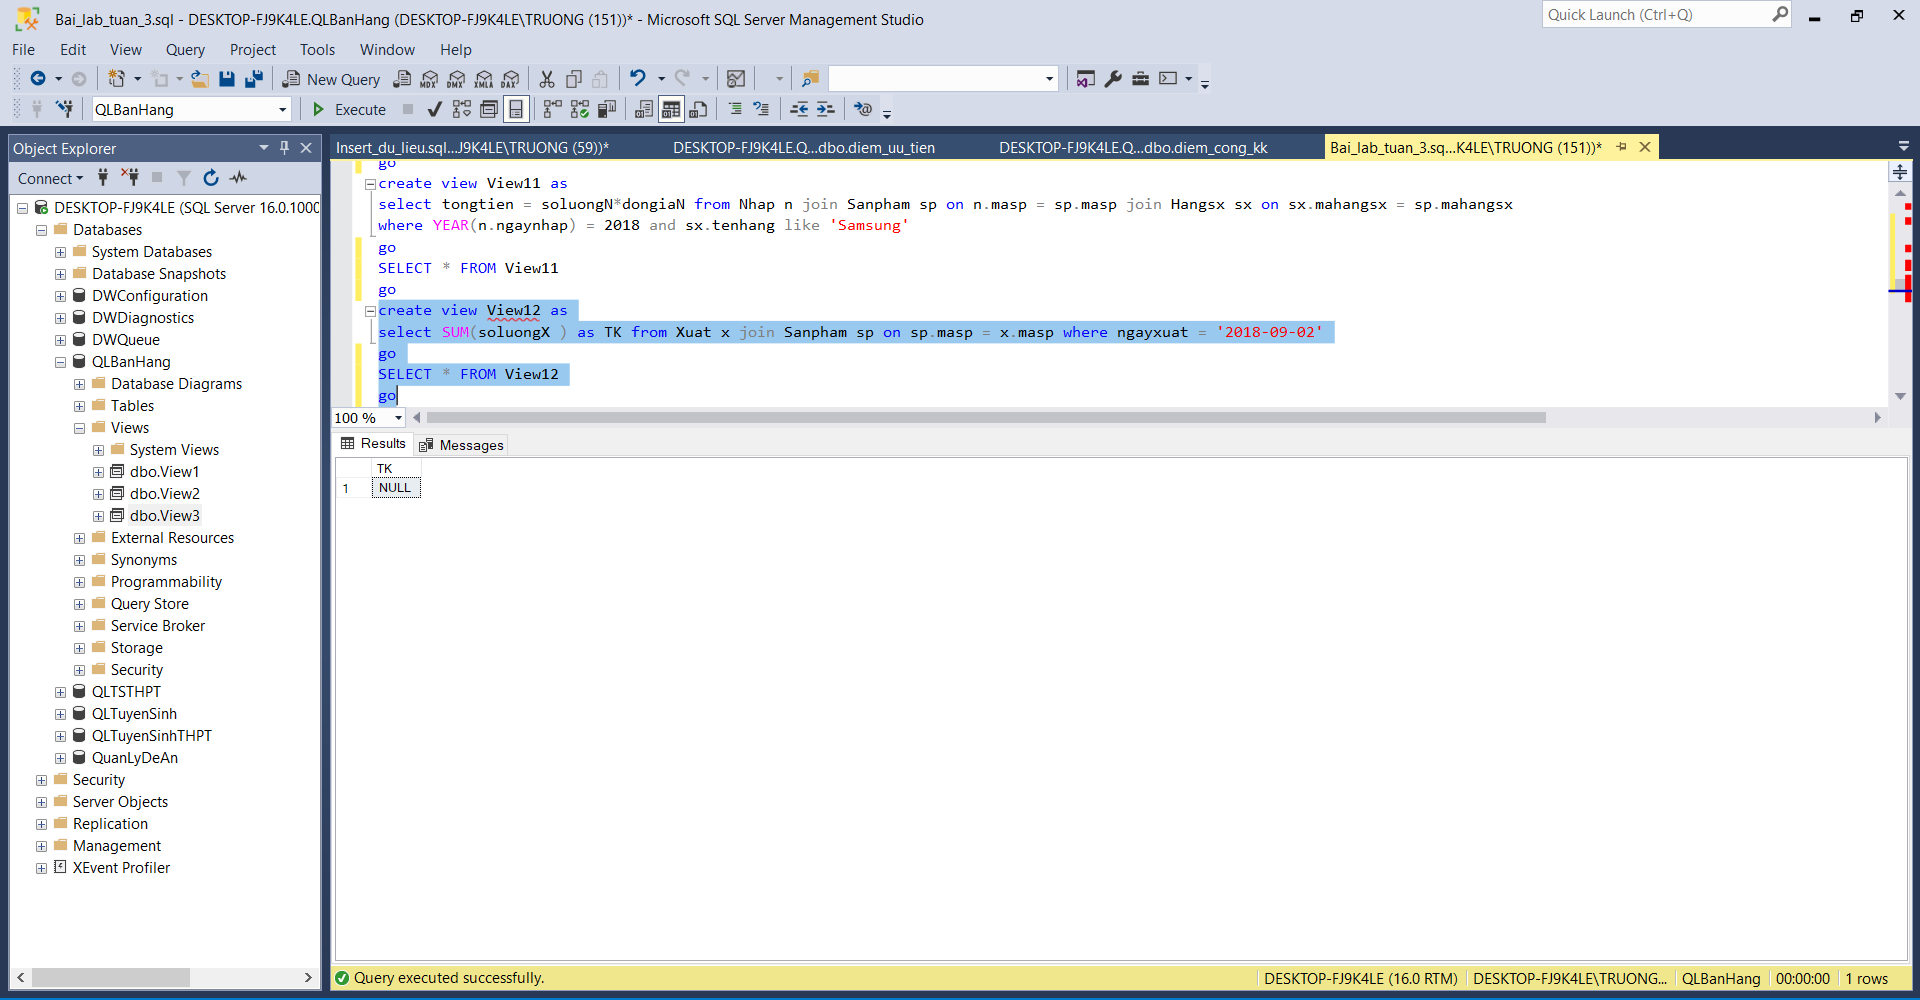 Bai_lab_tuan_3.sql - DESKTOP-FJ9K4LE.QLBanHang (DESKTOP-FJ9K4LE\TRUONG (151))* - Microsoft SQL Server Management Studio
Quick Launch (Ctrl+Q)
File Edit View Query Project Tools Window Help
New Query
MDX DMX XMLA DAX
QLBanHang
Execute
Object Explorer
Insert_du_lieu.sql...J9K4LE\TRUONG (59))*
DESKTOP-FJ9K4LE.Q...dbo.diem_uu_tien
DESKTOP-FJ9K4LE.Q...dbo.diem_cong_kk
Bai_lab_tuan_3.sq...K4LE\TRUONG (151))*
Connect
DESKTOP-FJ9K4LE (SQL Server 16.0.1000
Databases
System Databases
Database Snapshots
DWConfiguration
DWDiagnostics
DWQueue
QLBanHang
Database Diagrams
Tables
Views
System Views
dbo.View1
dbo.View2
dbo.View3
External Resources
Synonyms
Programmability
Query Store
Service Broker
Storage
Security
QLTSTHPT
QLTuyenSinh
QLTuyenSinhTHPT
QuanLyDeAn
Security
Server Objects
Replication
Management
XEvent Profiler
go
create view View11 as
select tongtien = soluongN*dongiaN from Nhap n join Sanpham sp on n.masp = sp.masp join Hangsx sx on sx.mahangsx = sp.mahangsx
where YEAR(n.ngaynhap) = 2018 and sx.tenhang like 'Samsung'
go
SELECT * FROM View11
go
create view View12 as
select SUM(soluongX ) as TK from Xuat x join Sanpham sp on sp.masp = x.masp where ngayxuat = '2018-09-02'
go
SELECT * FROM View12
go
100 %
Results Messages
TK
1 NULL
Query executed successfully.
DESKTOP-FJ9K4LE (16.0 RTM) DESKTOP-FJ9K4LE\TRUONG... QLBanHang 00:00:00 1 rows